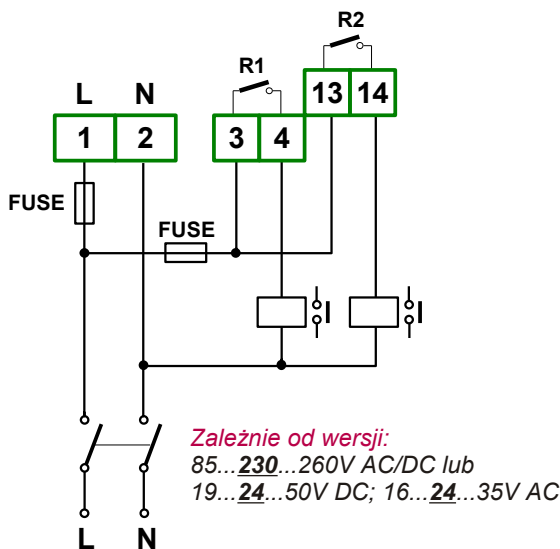 R2
R1
L N
13 14
1 2 3 4
FUSE
FUSE
Zależnie od wersji:
85...230...260V AC/DC lub
19...24...50V DC; 16...24...35V AC
L N